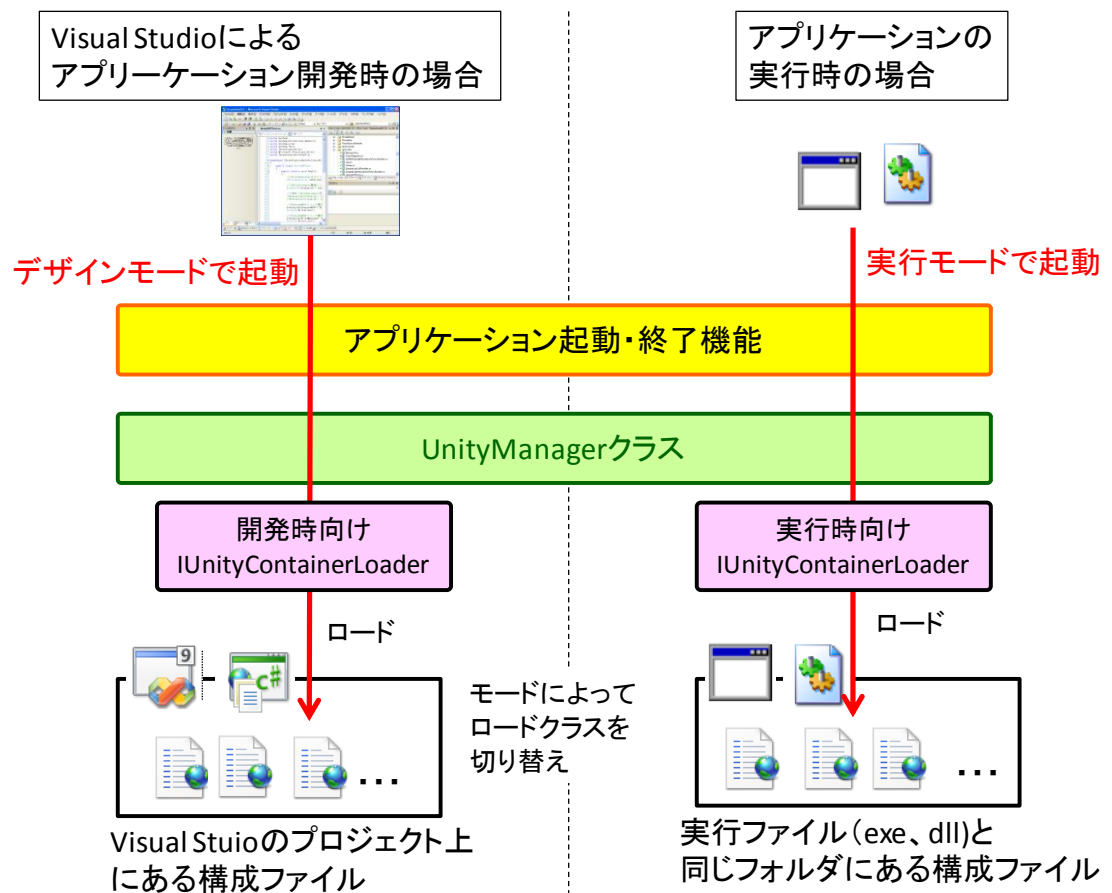 Visual Studioによる
アプリーケーション開発時の場合
アプリケーションの
実行時の場合
デザインモードで起動
実行モードで起動
アプリケーション起動・終了機能
UnityManagerクラス
開発時向け
IUnityContainerLoader
実行時向け
IUnityContainerLoader
ロード
ロード
9
C#
モードによって
ロードクラスを
切り替え
...
...
Visual Stuioのプロジェクト上
にある構成ファイル
実行ファイル（exe、dll)と
同じフォルダにある構成ファイル